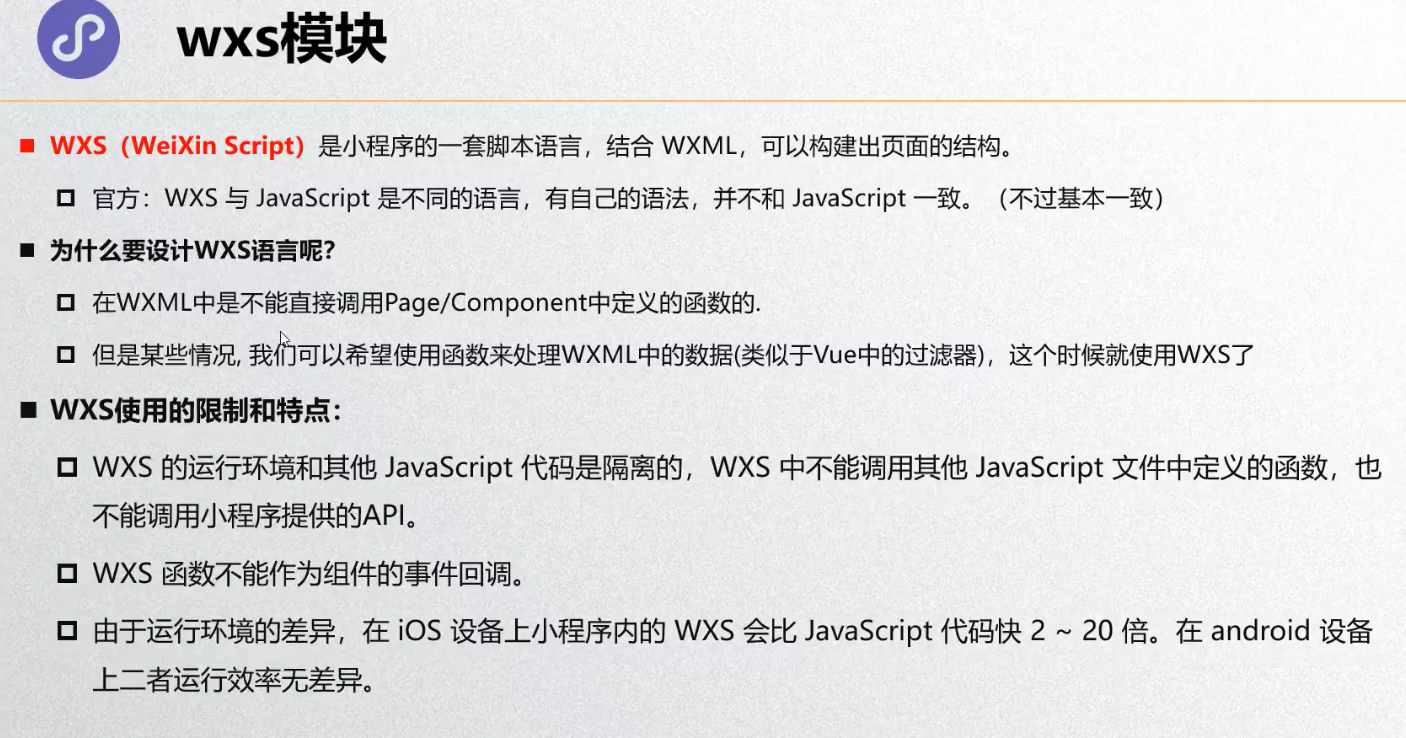 wxs模块
WXS（WeiXin Script）是小程序的一套脚本语言，结合 WXML，可以构建出页面的结构。
官方：WXS 与 JavaScript 是不同的语言，有自己的语法，并不和 JavaScript 一致。（不过基本一致）
为什么要设计WXS语言呢？
在WXML中是不能直接调用Page/Component中定义的函数的.
但是某些情况, 我们可以希望使用函数来处理WXML中的数据(类似于Vue中的过滤器)，这个时候就使用WXS了
WXS使用的限制和特点：
WXS 的运行环境和其他 JavaScript 代码是隔离的，WXS 中不能调用其他 JavaScript 文件中定义的函数，也
不能调用小程序提供的API。
WXS 函数不能作为组件的事件回调。
由于运行环境的差异，在 iOS 设备上小程序内的 WXS 会比 JavaScript 代码快 2 ~ 20 倍。在 android 设备
上二者运行效率无差异。